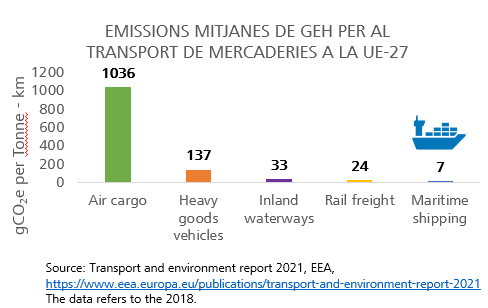 EMISSIONS MITJANES DE GEH PER AL
TRANSPORT DE MERCADERIES A LA UE-27
gCO₂e per Tonne - km
1200
1000
800
600
400
200
0
1036
137
33
24
7
Air cargo
Heavy
goods
vehicles
Inland
waterways
Rail freight
Maritime
shipping
Source: Transport and environment report 2021, EEA,
https://www.eea.europa.eu/publications/transport-and-environment-report-2021
The data refers to the 2018.